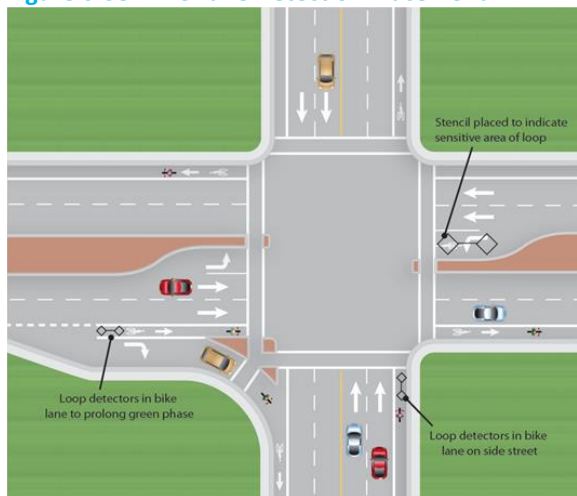 Stencil placed to indicate
sensitive area of loop
Loop detectors in bike
lane to prolong green phase
Loop detectors in bike
lane on side street